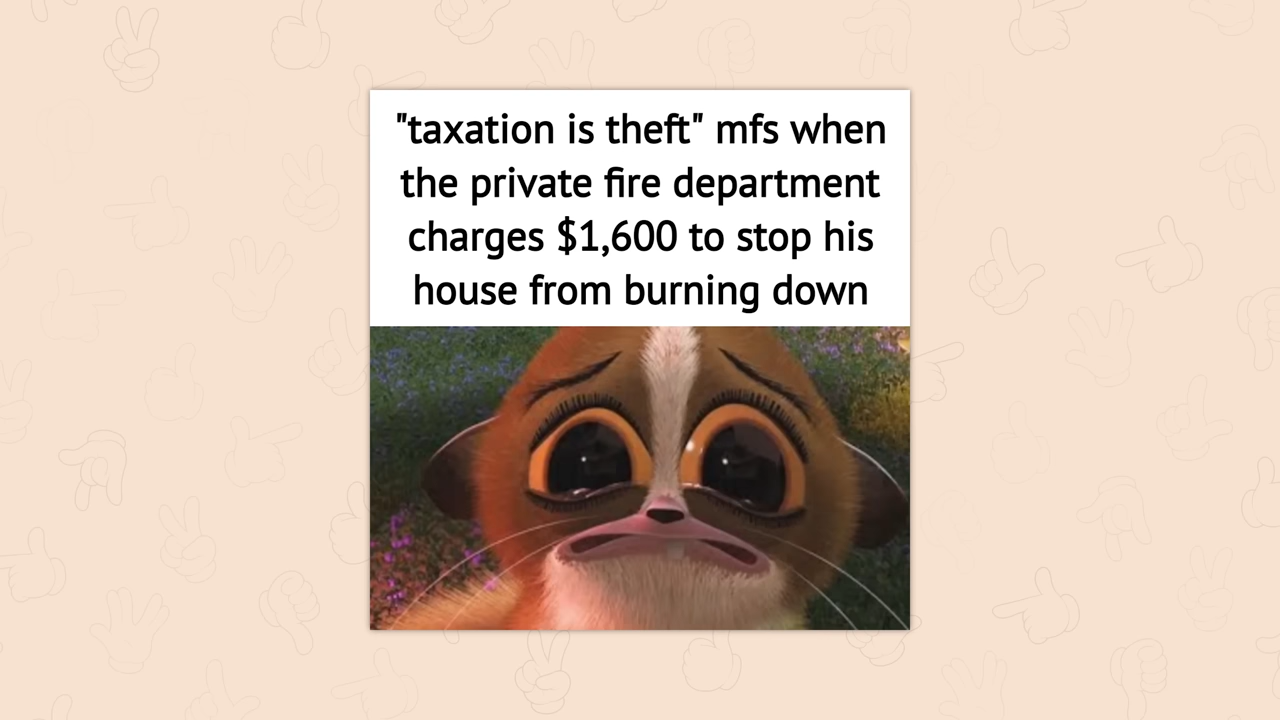 "taxation is theft" mfs when
the private fire department
charges $1,600 to stop his
house from burning down